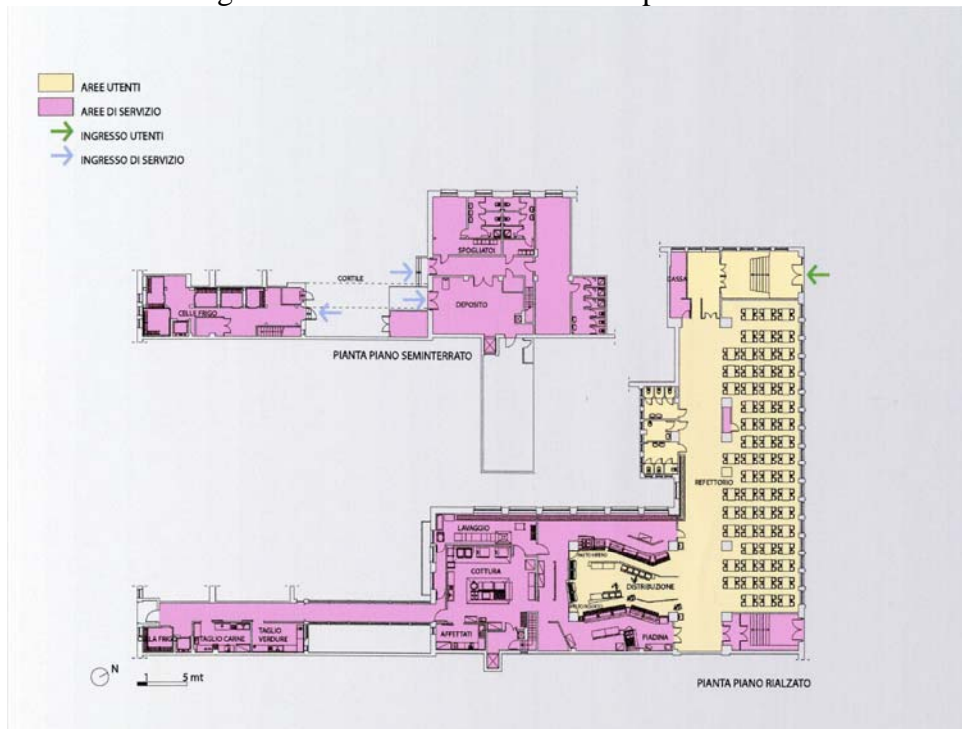 AREE UTENTI
AREE DI SERVIZIO
INGRESSO UTENTI
INGRESSO DI SERVIZIO
SPOGLIATOI
CORTILE
CASSA
DEPOSITO
CELLE FRIGO
PIANTA PIANO SEMINTERRATO
REFETTORIO
LAVAGGIO
COTTURA
DISTRIBUZIONE
TAGLIO CARNE
TAGLIO
VERDURE
AFFETTATI
PIADINA
N
1 5 mt
PIANTA PIANO RIALZATO